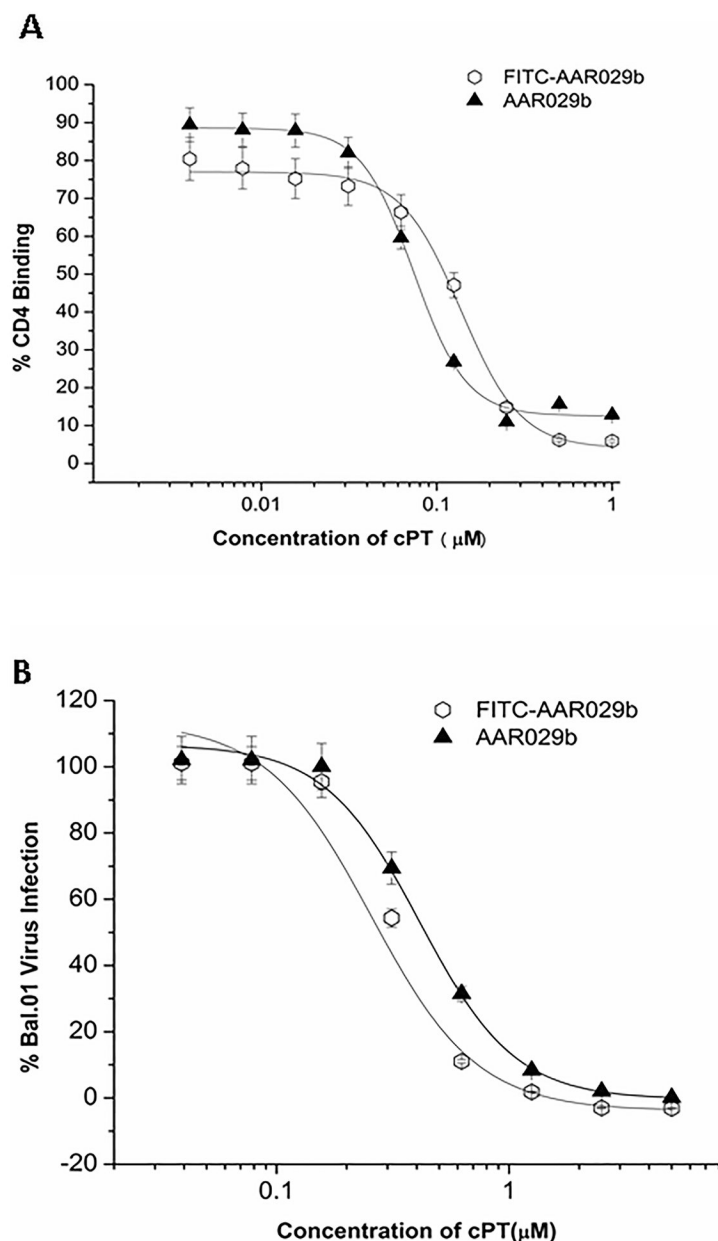 A
FITC-AAR029b
AAR029b
100
90
80
70
60
50
40
30
20
10
0
% CD4 Binding
0.01 0.1 1
Concentration of cPT ( μM)
B
FITC-AAR029b
AAR029b
120
100
80
60
40
20
0
-20
% Bal.01 Virus Infection
0.1 1
Concentration of cPT(μM)